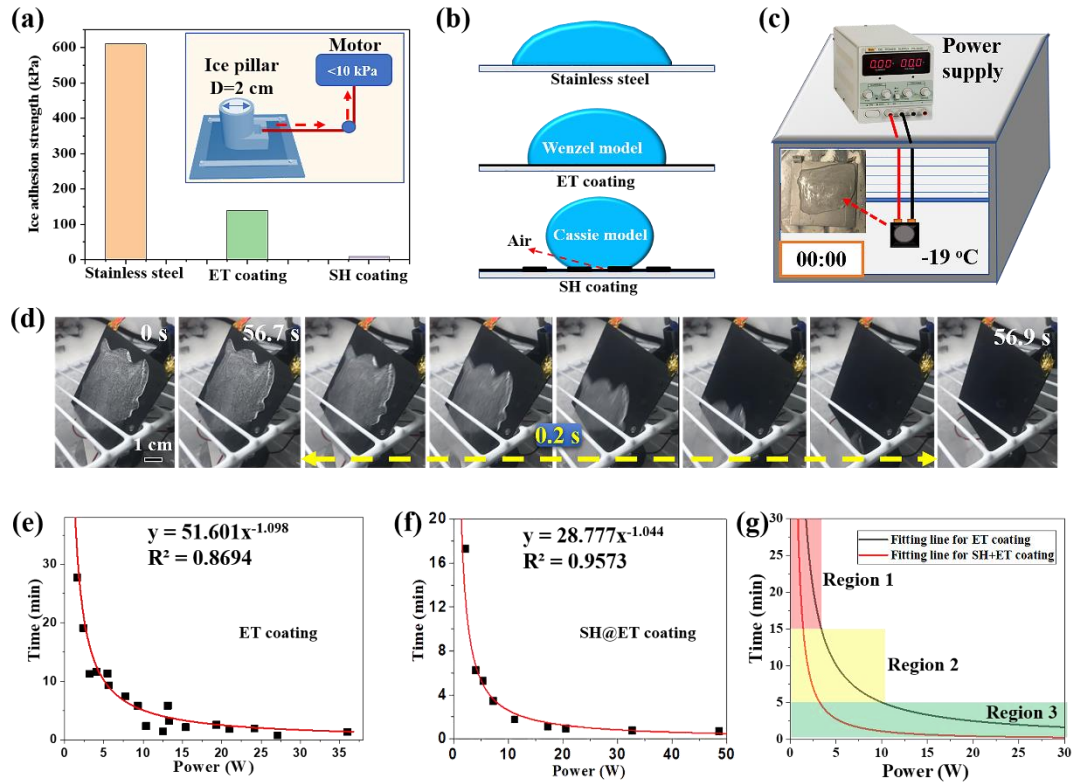 (a)
Ice adhesion strength (kPa)
600
500
400
300
200
100
0
Ice pillar
D=2 cm
Motor
<10 kPa
Stainless steel
ET coating
SH coating
(b)
Stainless steel
Wenzel model
ET coating
Cassie model
Air
SH coating
(c)
Power
supply
00:00
-19 °C
(d)
0 s
56.7 s
56.9 s
1 cm
0.2 s
(e)
y = 51.601x-1.098
R² = 0.8694
ET coating
Time (min)
30
20
10
0
0 5 10 15 20 25 30 35
Power (W)
(f)
y = 28.777x-1.044
R² = 0.9573
SH@ET coating
Time (min)
20
16
12
8
4
0
0 10 20 30 40 50
Power (W)
(g)
Fitting line for ET coating
Fitting line for SH+ET coating
Region 1
Region 2
Region 3
Time (min)
30
25
20
15
10
5
0
0 5 10 15 20 25 30
Power (W)